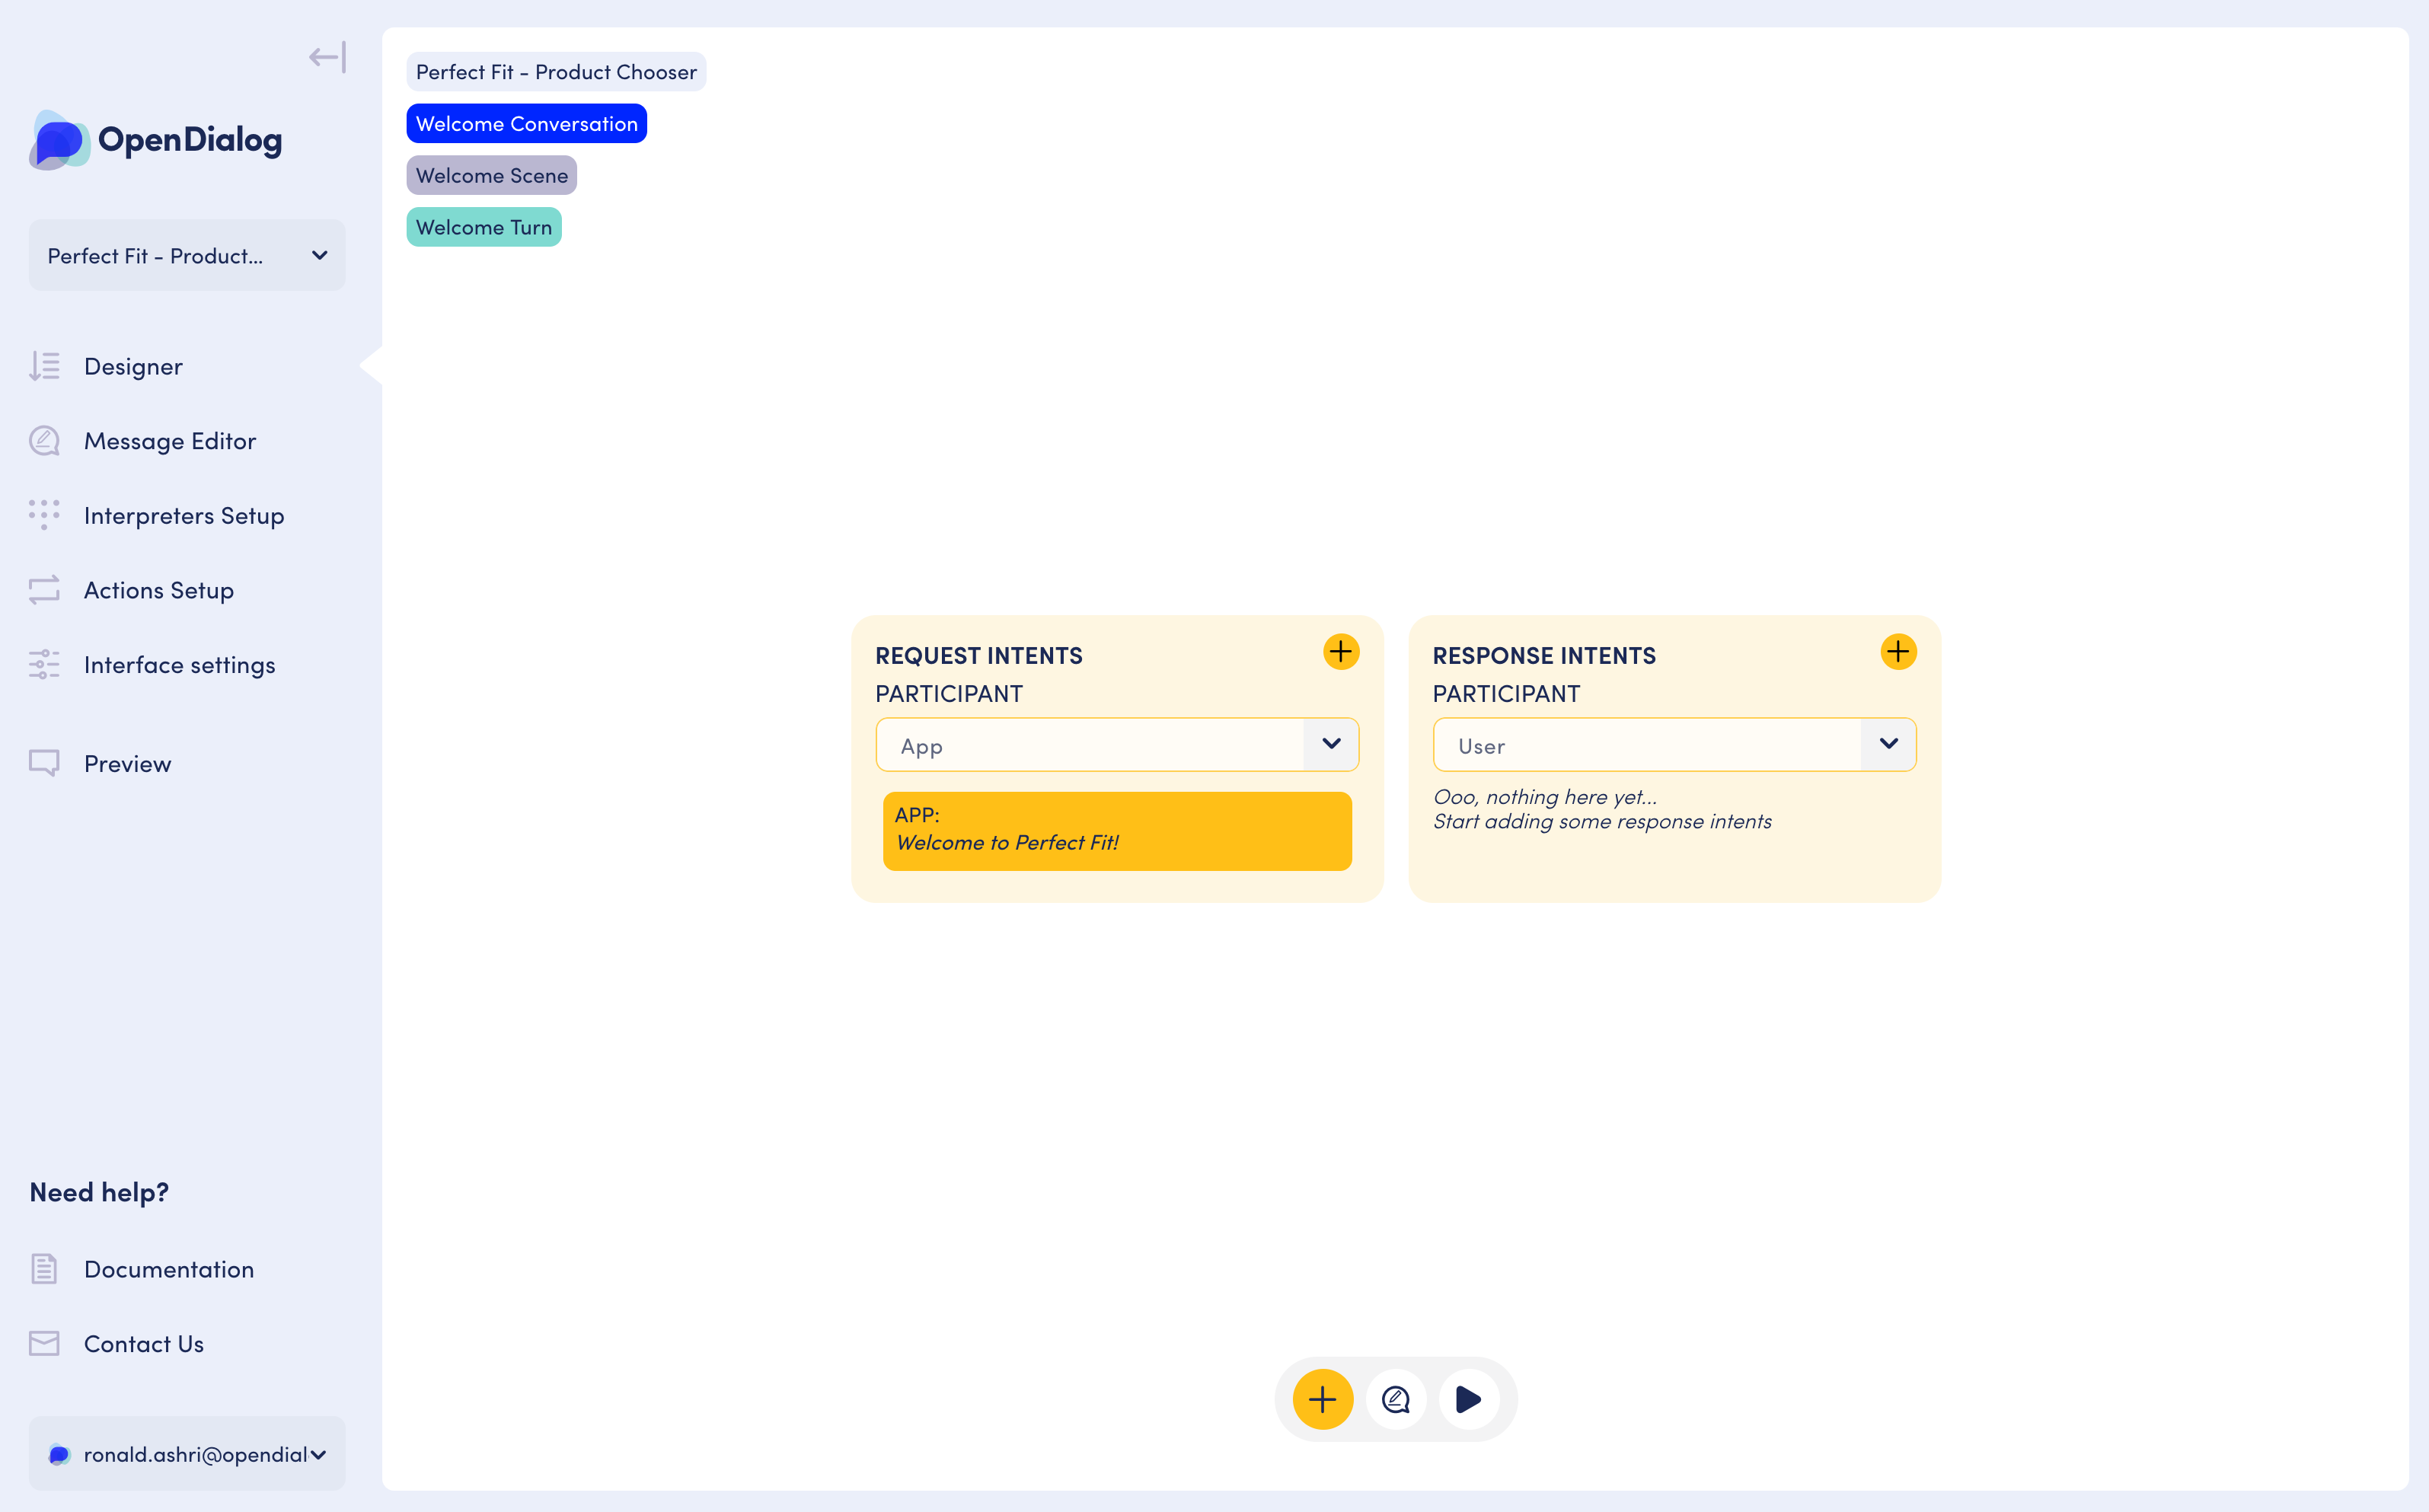 OpenDialog
Perfect Fit - Product...
Designer
Message Editor
Interpreters Setup
Actions Setup
Interface settings
Preview
Need help?
Documentation
Contact Us
ronald.ashri@opendial
Perfect Fit - Product Chooser
Welcome Conversation
Welcome Scene
Welcome Turn
REQUEST INTENTS
PARTICIPANT
App
APP:
Welcome to Perfect Fit!
RESPONSE INTENTS
PARTICIPANT
User
Ooo, nothing here yet...
Start adding some response intents